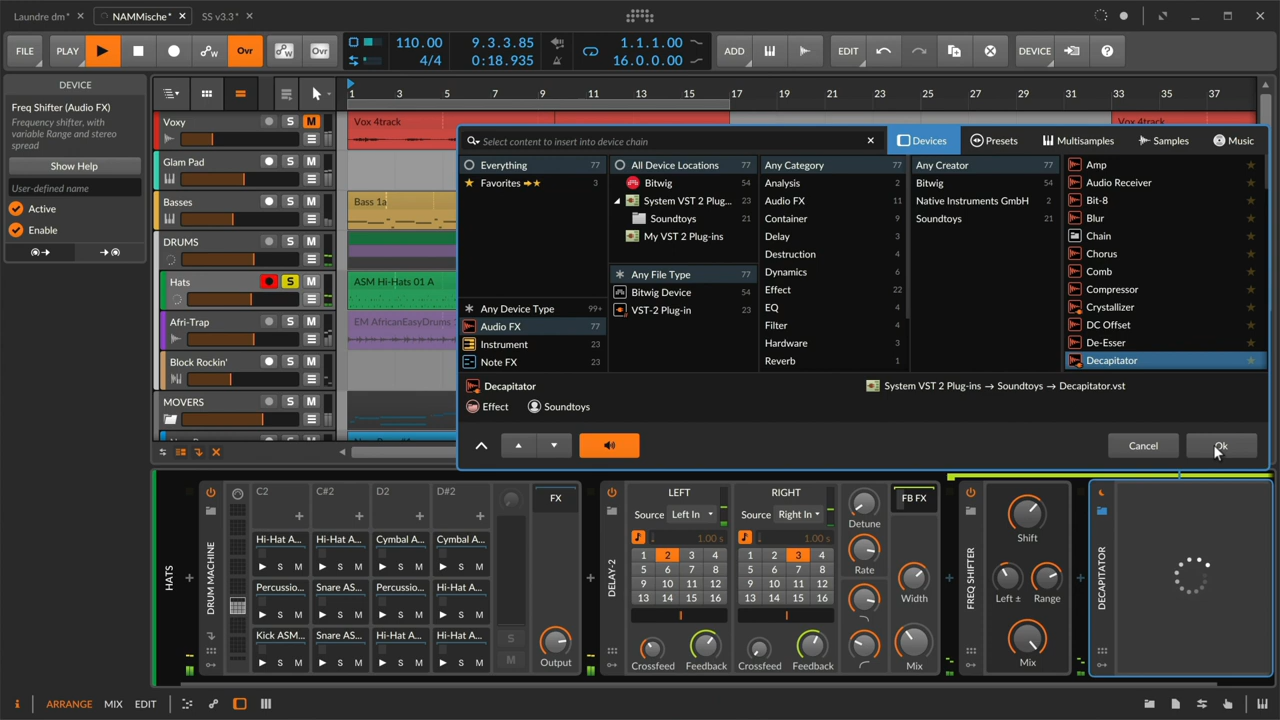 Laundre dm*
NAMMische*
SS v3.3*
FILE
PLAY
Ovr
Ovr
110.00
4/4
9.3.3.85
0:18.935
1.1.1.00
16.0.0.00
ADD
EDIT
DEVICE
DEVICE
Freq Shifter (Audio FX)
Frequency shifter, with
variable Range and stereo
spread
Show Help
User-defined name
Active
Enable
1 3 5 7 9 11 13 15 17 19 21 23 25 27 29 31 33 35 37
Voxy S M
Glam Pad S M
Basses S M
DRUMS S M
Hats S M
Afri-Trap S M
Block Rockin' S M
MOVERS S M
Vox 4track
Vox 4track
Bass 1a
ASM Hi-Hats 01 A
EM AfricanEasyDrums
Select content to insert into device chain
Devices
Presets
Multisamples
Samples
Music
Everything 77
Favorites 3
Any Device Type 99+
Audio FX 77
Instrument 23
Note FX 23
All Device Locations 77
Bitwig 54
System VST 2 Plug... 23
Soundtoys 21
My VST 2 Plug-ins
Any File Type 77
Bitwig Device 54
VST-2 Plug-in 23
Any Category
Analysis 2
Audio FX 11
Container 9
Delay 3
Destruction 4
Dynamics 6
Effect 22
EQ 3
Filter 4
Hardware 3
Reverb 1
Any Creator 77
Bitwig 54
Native Instruments GmbH 2
Soundtoys 21
Amp
Audio Receiver
Bit-8
Blur
Chain
Chorus
Comb
Compressor
Crystallizer
DC Offset
De-Esser
Decapitator
Decapitator
System VST 2 Plug-ins → Soundtoys → Decapitator.vst
Effect
Soundtoys
Cancel
Ok
HATS
DRUM MACHINE
C2 C#2 D2 D#2
Hi-Hat A... Hi-Hat A... Cymbal A... Cymbal A...
S M S M S M S M
Percussio... Snare AS... Percussio... Hi-Hat A...
S M S M S M S M
Kick ASM... Snare AS... Hi-Hat A... Hi-Hat A...
S M S M S M S M
S
M
FX
Output
DELAY-2
LEFT
Source Left In
1.00 s
1 2 3 4
5 6 7 8
9 10 11 12
13 14 15 16
Crossfeed Feedback
RIGHT
Source Right In
1.00 s
1 2 3 4
5 6 7 8
9 10 11 12
13 14 15 16
Crossfeed Feedback
Detune
Rate
FB FX
Width
Mix
FREQ SHIFTER
Shift
Left ±
Range
Mix
DECAPITATOR
i
ARRANGE
MIX
EDIT